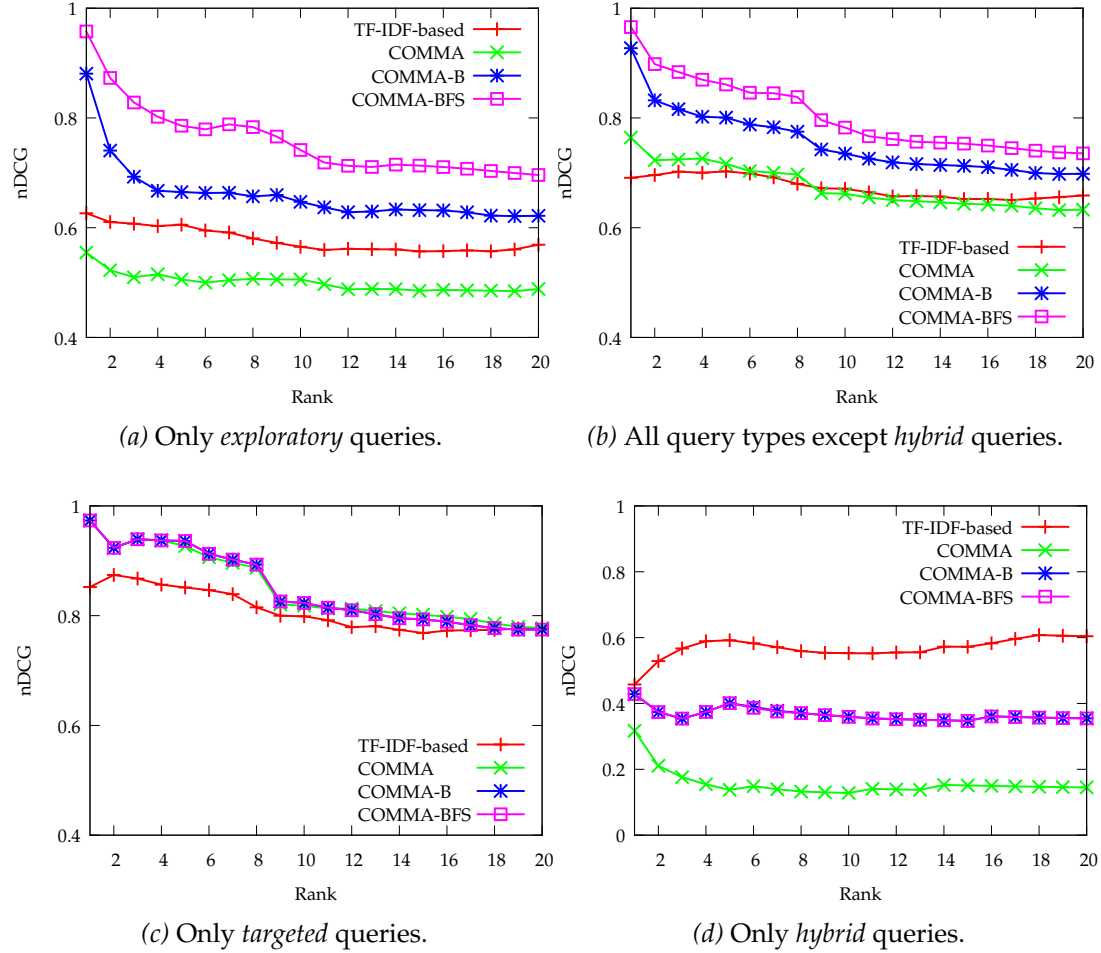 1
0.8
0.6
0.4
nDCG
2 4 6 8 10 12 14 16 18 20
Rank
TF-IDF-based
COMMA
COMMA-B
COMMA-BFS
(a) Only exploratory queries.
1
0.8
0.6
0.4
nDCG
2 4 6 8 10 12 14 16 18 20
Rank
TF-IDF-based
COMMA
COMMA-B
COMMA-BFS
(b) All query types except hybrid queries.
1
0.8
0.6
0.4
nDCG
2 4 6 8 10 12 14 16 18 20
Rank
TF-IDF-based
COMMA
COMMA-B
COMMA-BFS
(c) Only targeted queries.
1
0.8
0.6
0.4
0.2
0
nDCG
2 4 6 8 10 12 14 16 18 20
Rank
TF-IDF-based
COMMA
COMMA-B
COMMA-BFS
(d) Only hybrid queries.